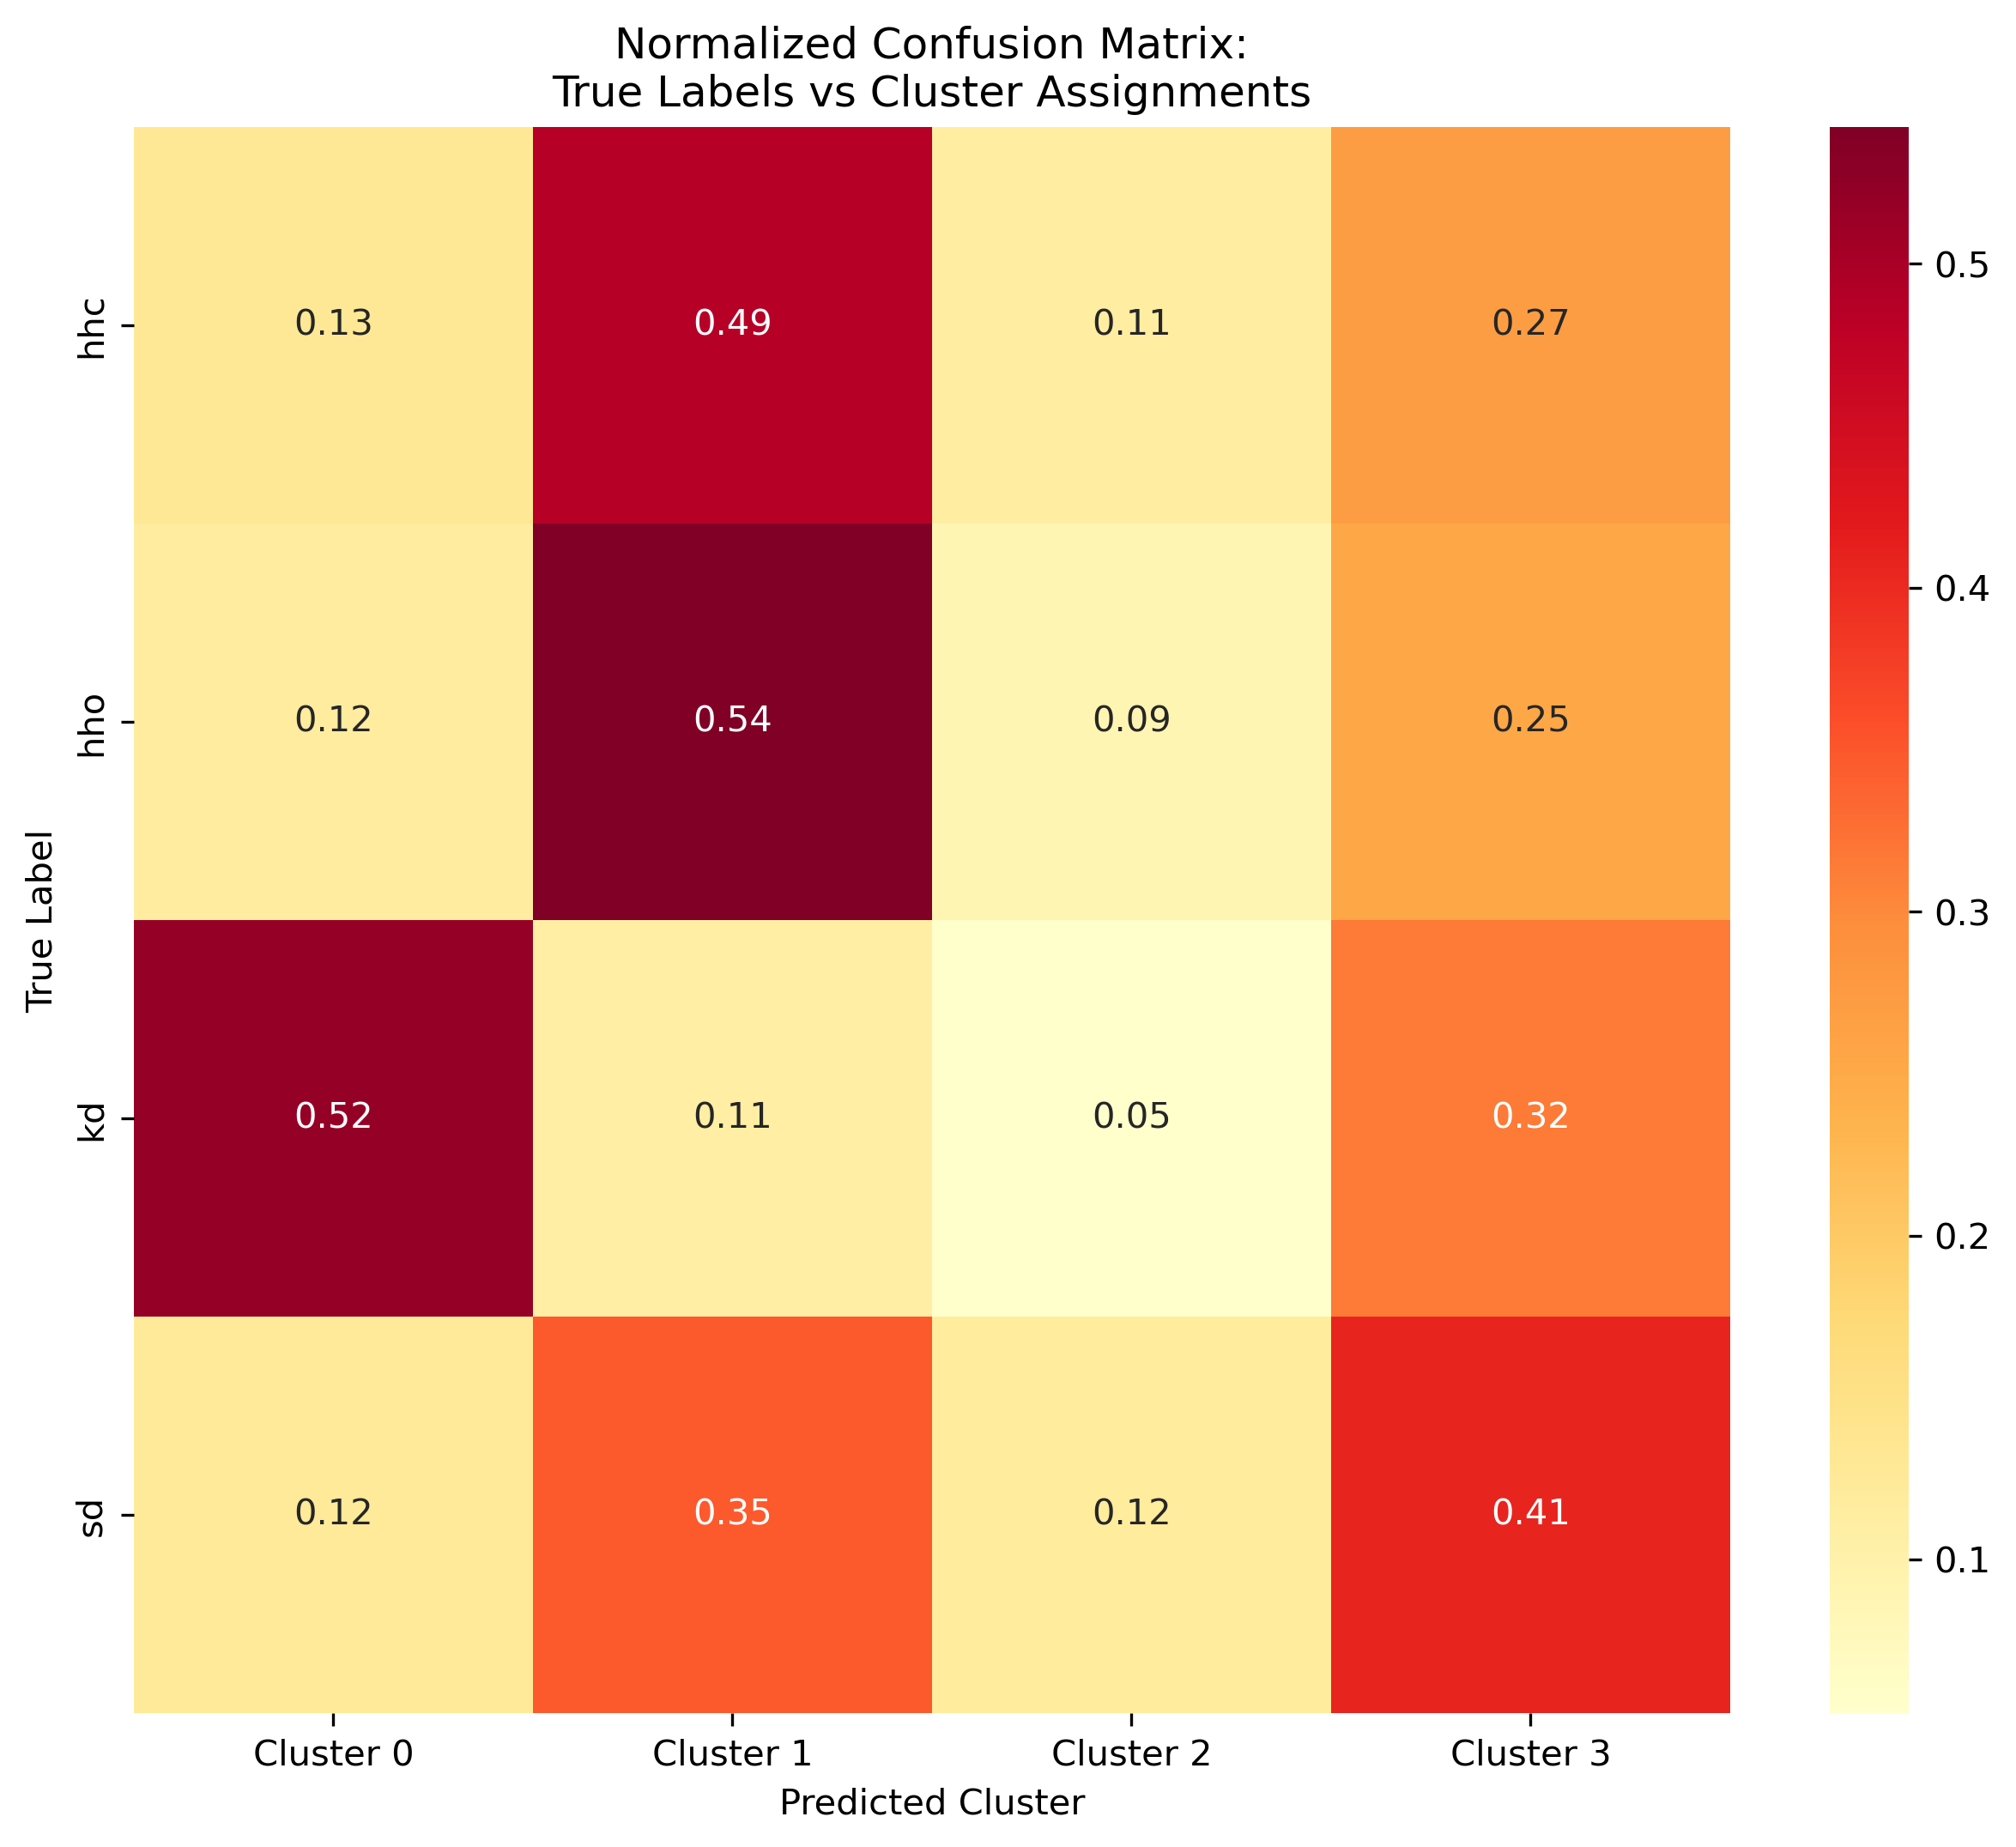 Normalized Confusion Matrix:
True Labels vs Cluster Assignments
True Label
hhc
0.13 0.49 0.11 0.27
hho
0.12 0.54 0.09 0.25
kd
0.52 0.11 0.05 0.32
sd
0.12 0.35 0.12 0.41
Cluster 0 Cluster 1 Cluster 2 Cluster 3
Predicted Cluster
0.5
0.4
0.3
0.2
0.1